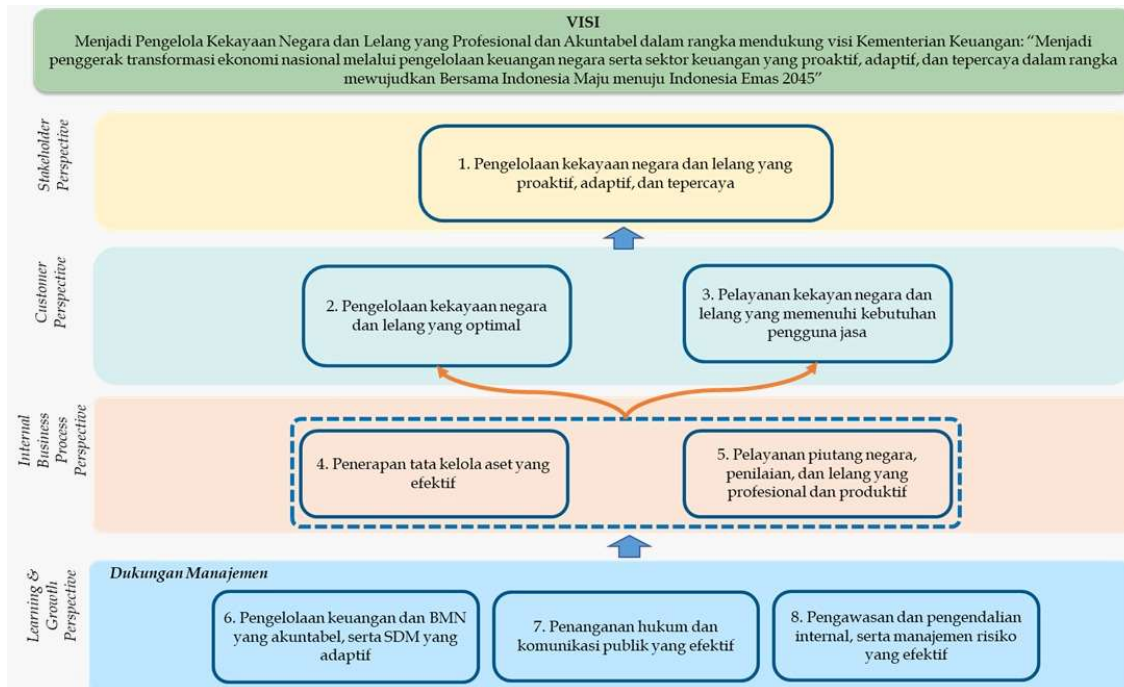 VISI
Menjadi Pengelola Kekayaan Negara dan Lelang yang Profesional dan Akuntabel dalam rangka mendukung visi Kementerian Keuangan: “Menjadi
penggerak transformasi ekonomi nasional melalui pengelolaan keuangan negara serta sektor keuangan yang proaktif, adaptif, dan tepercaya dalam rangka
mewujudkan Bersama Indonesia Maju menuju Indonesia Emas 2045”
Stakeholder
Perspective
1. Pengelolaan kekayaan negara dan lelang yang
proaktif, adaptif, dan tepercaya
Customer
Perspective
2. Pengelolaan kekayaan negara
dan lelang yang optimal
3. Pelayanan kekayan negara dan
lelang yang memenuhi kebutuhan
pengguna jasa
Internal
Business
Process
Perspective
4. Penerapan tata kelola aset yang
efektif
5. Pelayanan piutang negara,
penilaian, dan lelang yang
profesional dan produktif
Learning &
Growth
Perspective
Dukungan Manajemen
6. Pengelolaan keuangan dan BMN
yang akuntabel, serta SDM yang
adaptif
7. Penanganan hukum dan
komunikasi publik yang efektif
8. Pengawasan dan pengendalian
internal, serta manajemen risiko
yang efektif